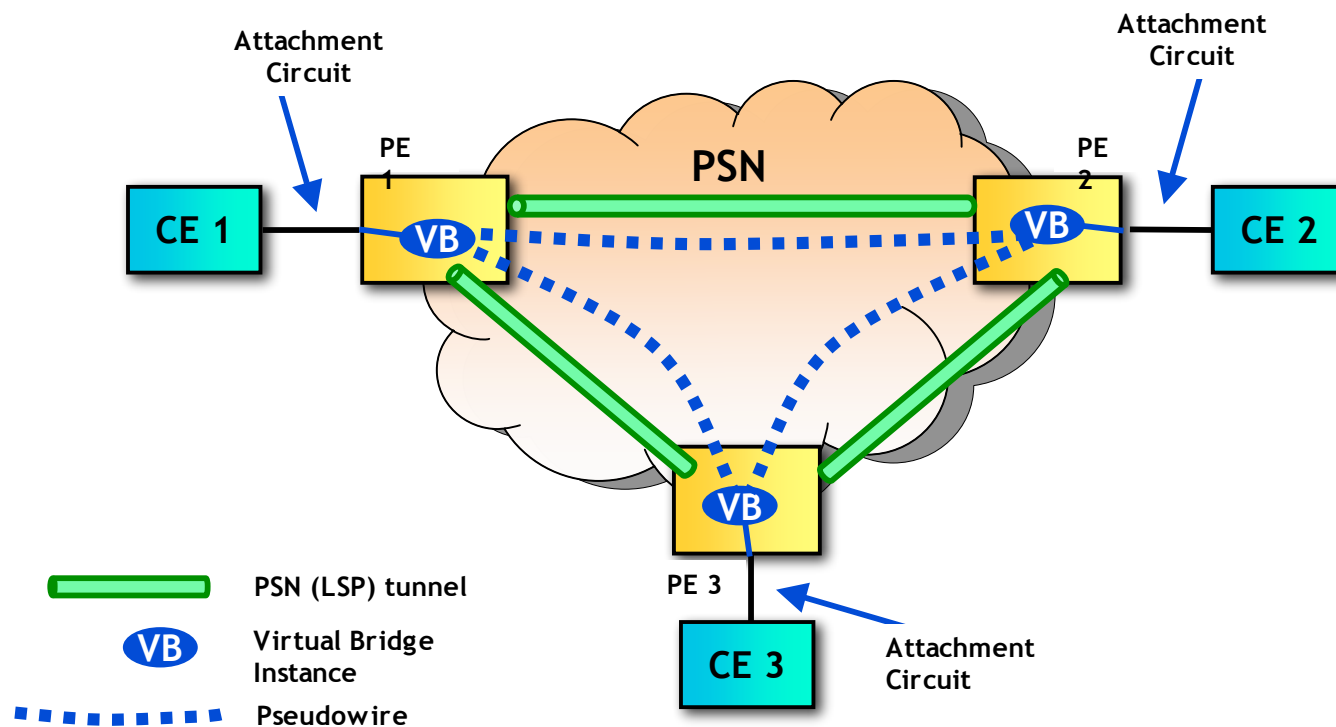 Attachment
Circuit
Attachment
Circuit
PE
1
PSN
PE
2
CE 1
VB
VB
CE 2
VB
PE 3
CE 3
Attachment
Circuit
PSN (LSP) tunnel
VB
Virtual Bridge
Instance
Pseudowire